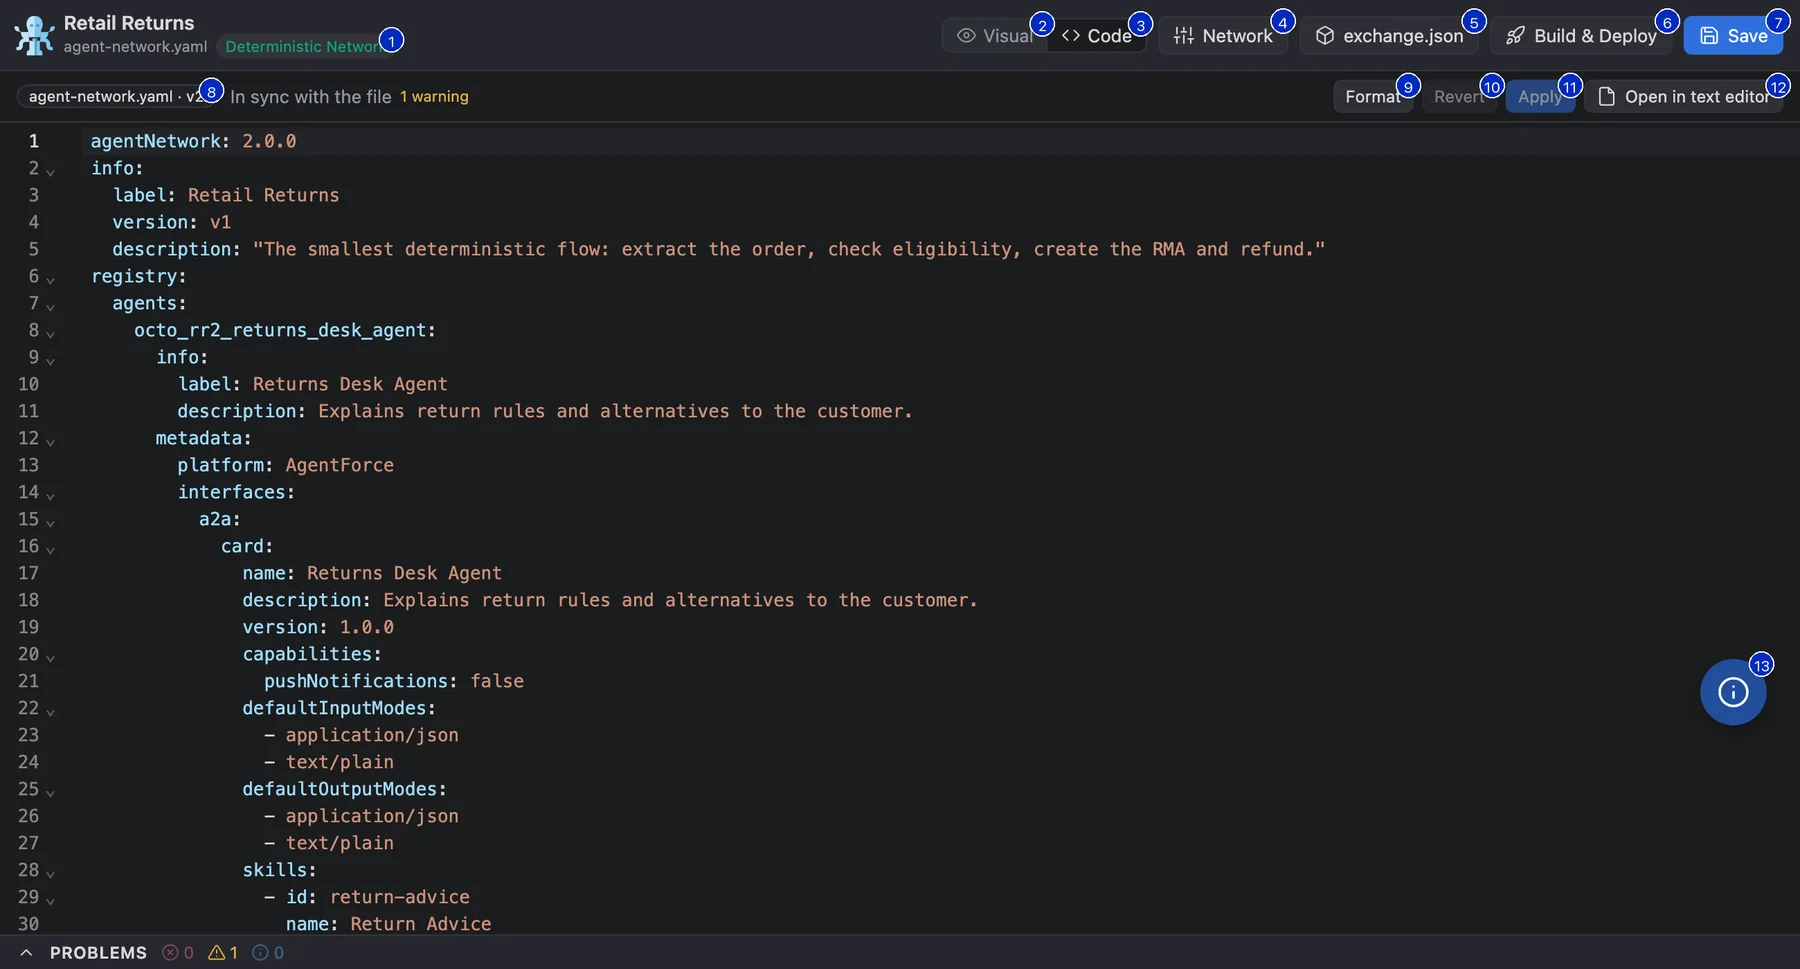 Retail Returns
agent-network.yaml Deterministic Network 1
Visual 2 <> Code 3 Network 4 exchange.json 5 Build & Deploy 6 Save 7
agent-network.yaml · v2 8 In sync with the file 1 warning
Format 9 Revert 10 Apply 11 Open in text editor 12
1 agentNetwork: 2.0.0
2 info:
3 label: Retail Returns
4 version: v1
5 description: "The smallest deterministic flow: extract the order, check eligibility, create the RMA and refund."
6 registry:
7 agents:
8 octo_rr2_returns_desk_agent:
9 info:
10 label: Returns Desk Agent
11 description: Explains return rules and alternatives to the customer.
12 metadata:
13 platform: AgentForce
14 interfaces:
15 a2a:
16 card:
17 name: Returns Desk Agent
18 description: Explains return rules and alternatives to the customer.
19 version: 1.0.0
20 capabilities:
21 pushNotifications: false
22 defaultInputModes:
23 - application/json
24 - text/plain
25 defaultOutputModes:
26 - application/json
27 - text/plain
28 skills:
29 - id: return-advice
30 name: Return Advice
13
PROBLEMS 0 1 0